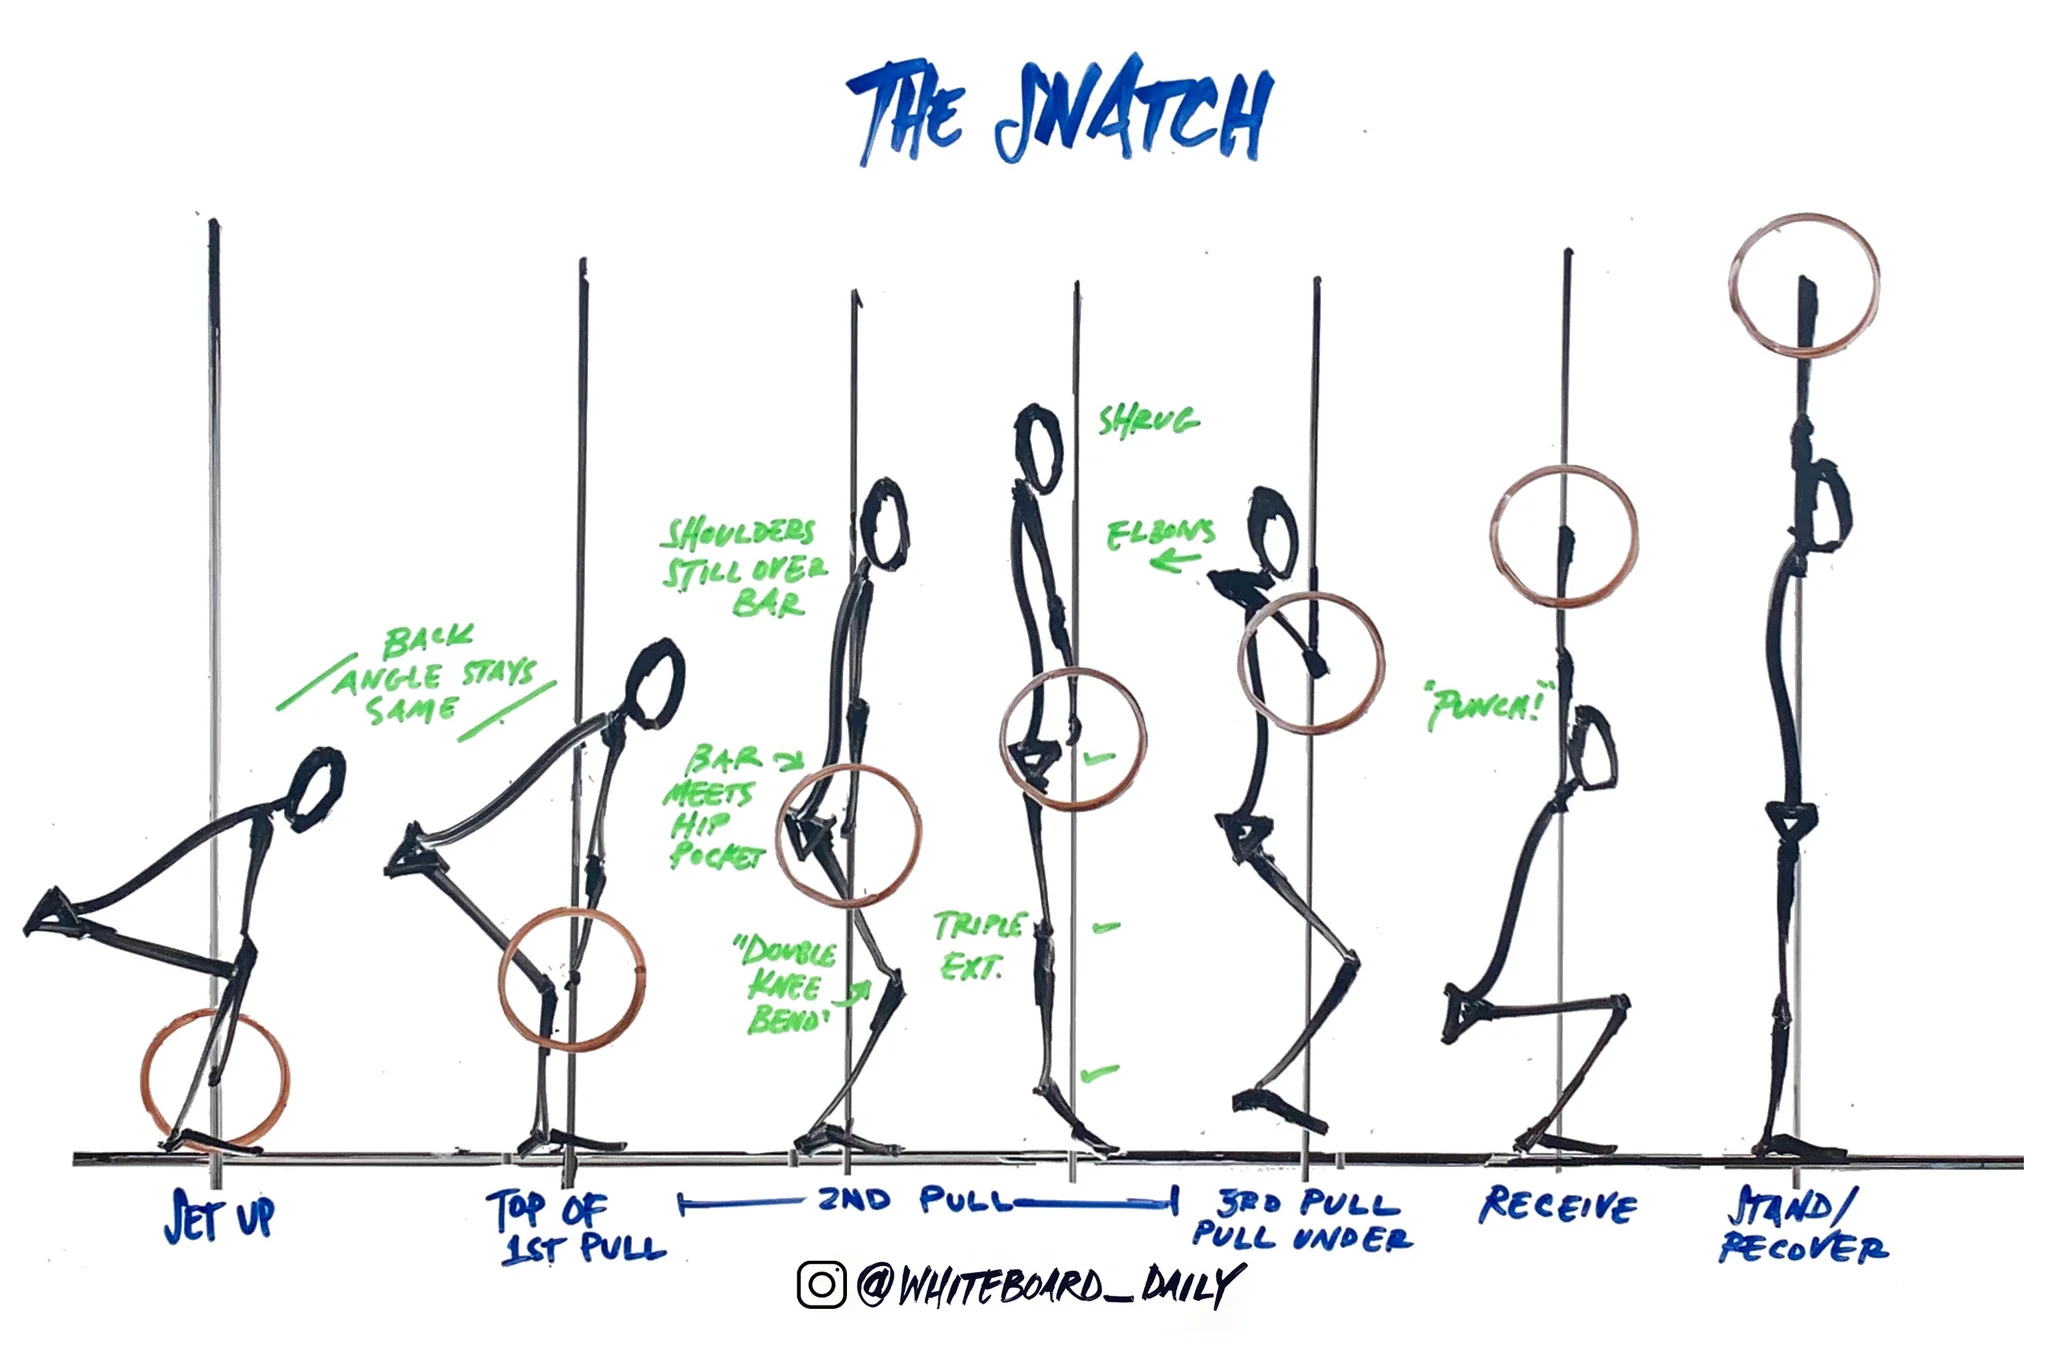 THE SNATCH
BACK
ANGLE STAYS
SAME
SHOULDERS
STILL OVER
BAR
BAR
MEETS
HIP
POCKET
"DOUBLE
KNEE
BEND"
SHRUG
TRIPLE
EXT.
ELBOWS
"PUNCH!"
SET UP
TOP OF
1ST PULL
2ND PULL
3RD PULL
PULL UNDER
RECEIVE
STAND/
RECOVER
@WHITEBOARD_DAILY